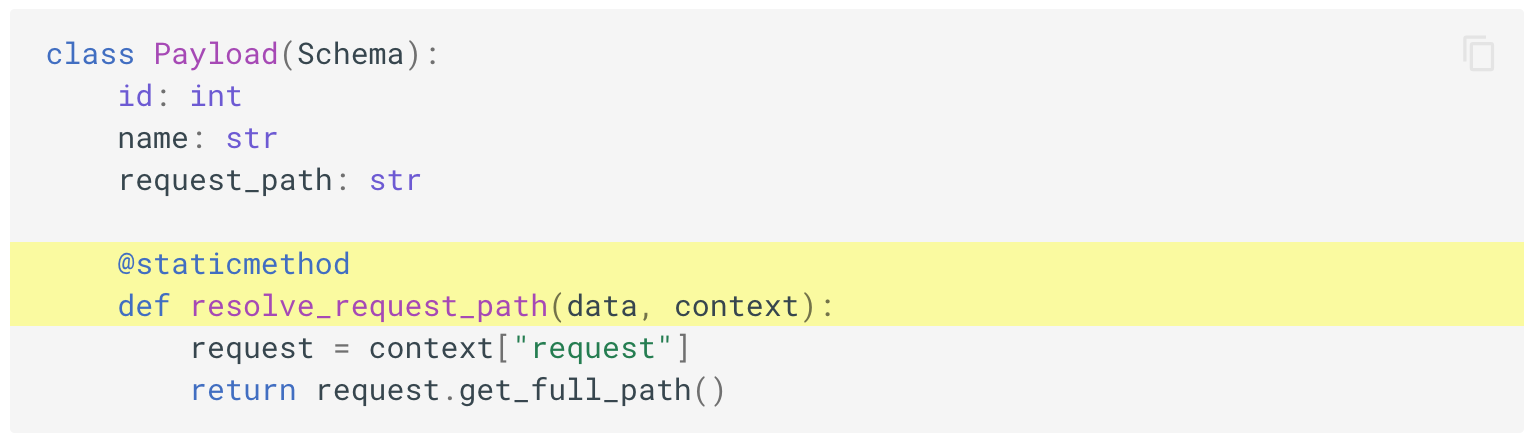 class Payload(Schema):
    id: int
    name: str
    request_path: str

    @staticmethod
    def resolve_request_path(data, context):
        request = context["request"]
        return request.get_full_path()